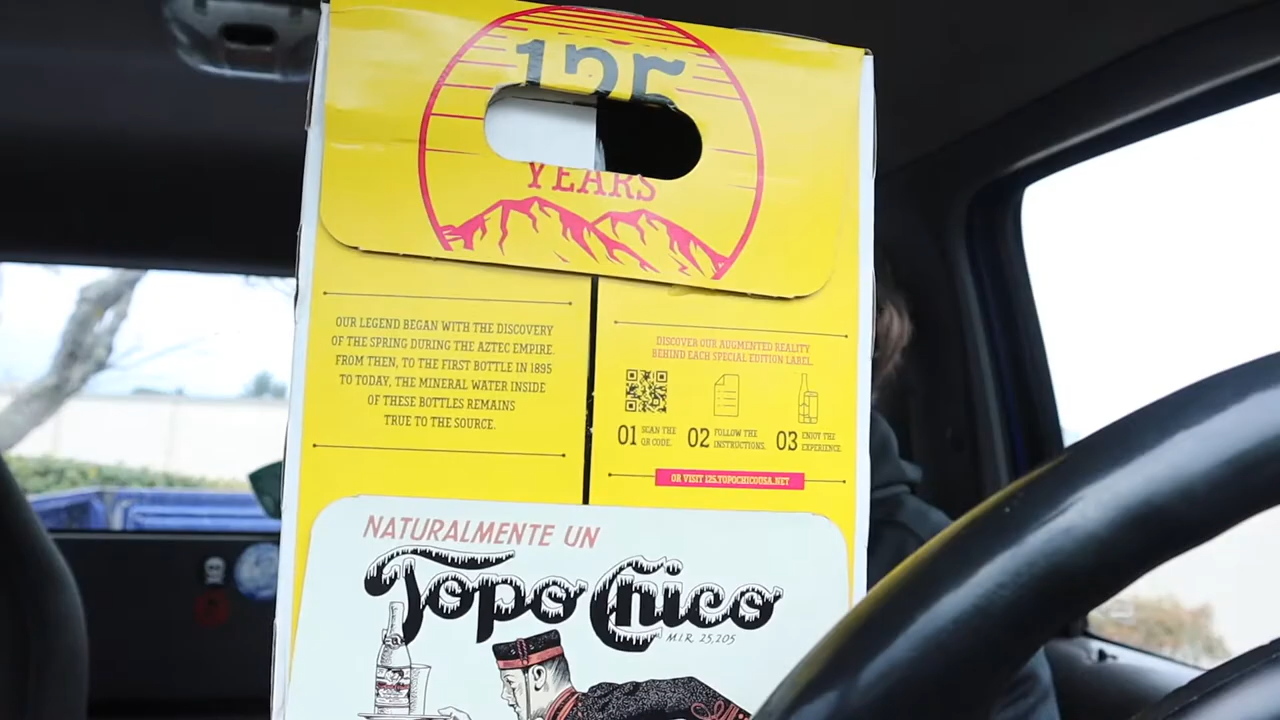 125
YEARS
OUR LEGEND BEGAN WITH THE DISCOVERY
OF THE SPRING DURING THE AZTEC EMPIRE.
FROM THEN, TO THE FIRST BOTTLE IN 1895
TO TODAY, THE MINERAL WATER INSIDE
OF THESE BOTTLES REMAINS
TRUE TO THE SOURCE.
DISCOVER OUR AUGMENTED REALITY
BEHIND EACH SPECIAL EDITION LABEL.
01 SCAN THE
QR CODE.
02 FOLLOW THE
INSTRUCTIONS.
03 ENJOY THE
EXPERIENCE.
OR VISIT 125.TOPOCHICOUSA.NET
NATURALMENTE UN
Topo Chico
M.I.R. 25,205